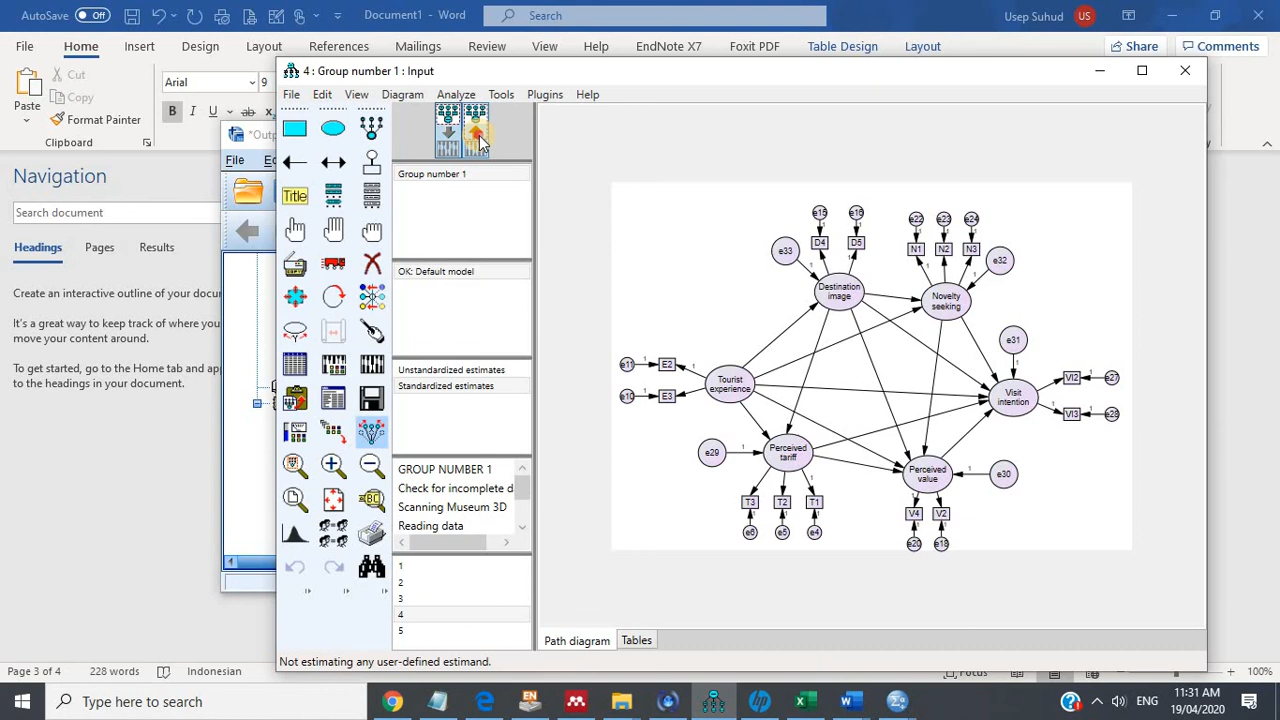 AutoSave Off Document1 - Word Search Usep Suhud US
File Home Insert Design Layout References Mailings Review View Help EndNote X7 Foxit PDF Table Design Layout Share Comments
Paste
Cut
Copy
Format Painter
Clipboard
Arial 9
B I U ab
Navigation
Search document
Headings Pages Results
Create an interactive outline of your
It's a great way to keep track of where your
move your content around.
To get started, go to the Home tab and
to the headings in your document.
File
4 : Group number 1 : Input
File Edit View Diagram Analyze Tools Plugins Help
Title
Group number 1
OK: Default model
Unstandardized estimates
Standardized estimates
GROUP NUMBER 1
Check for incomplete d
Scanning Museum 3D
Reading data
1
2
3
4
5
e15 e16 e22 e23 e24
D4 D5 N1 N2 N3
e33 e32
Destination
image
Novelty
seeking
e31
e11 E2
e10 E3
Tourist
experience
Visit
intention
VI2 e27
VI3 e28
e29
Perceived
tariff
Perceived
value
e30
T3 T2 T1 V4 V2
e6 e5 e4 e20 e18
Path diagram Tables
Not estimating any user-defined estimand.
Page 3 of 4 228 words Indonesian Focus 100%
Type here to search
ENG
11:31 AM
19/04/2020